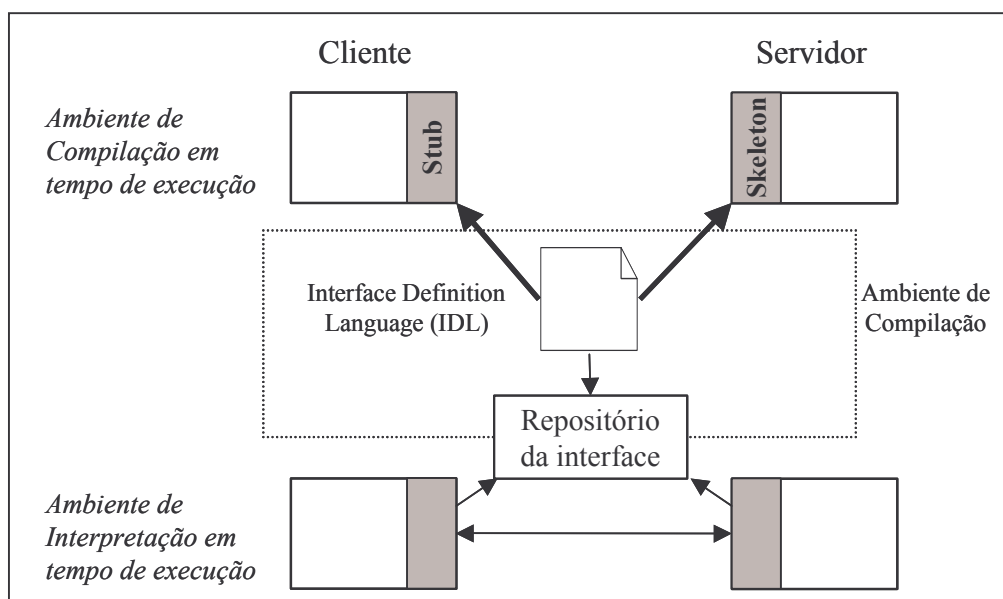 Cliente
Servidor
Ambiente de
Compilação em
tempo de execução
Stub
Skeleton
Interface Definition
Language (IDL)
Ambiente de
Compilação
Repositório
da interface
Ambiente de
Interpretação em
tempo de execução